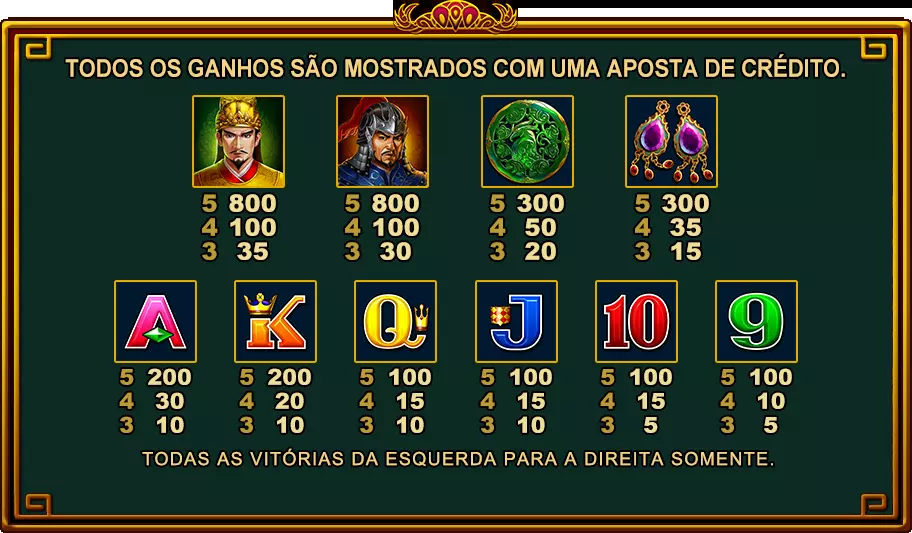 TODOS OS GANHOS SÃO MOSTRADOS COM UMA APOSTA DE CRÉDITO.
5 800 5 800 5 300 5 300
4 100 4 100 4 50 4 35
3 35 3 30 3 20 3 15
A K Q J 10 9
5 200 5 200 5 100 5 100 5 100 5 100
4 30 4 20 4 15 4 15 4 15 4 10
3 10 3 10 3 10 3 10 3 5 3 5
TODAS AS VITÓRIAS DA ESQUERDA PARA A DIREITA SOMENTE.